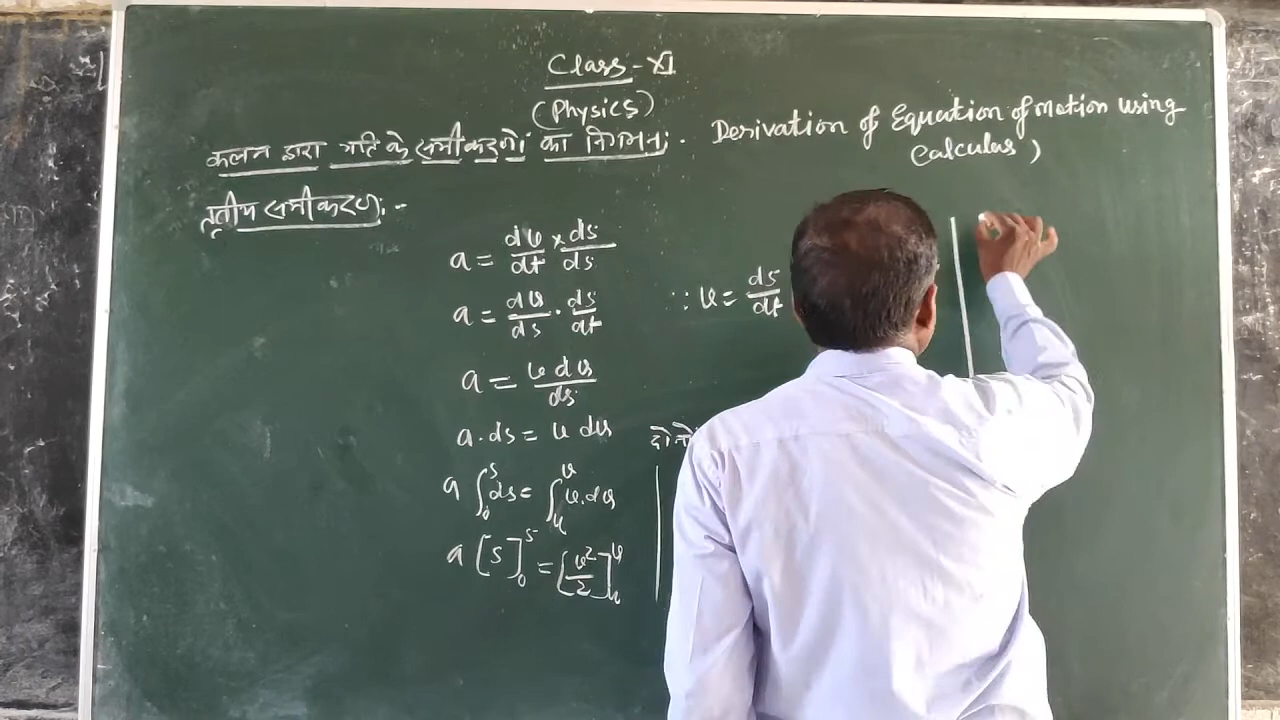 Class-XI
(Physics)
कलन द्वारा गति के समीकरणों का निगमन:. Derivation of Equation of motion using
Calculus)
तृतीय समीकरण:-
a = dv/dt × ds/ds
a = dv/ds . ds/dt ∵ v = ds/dt
a = v dv/ds
a.ds = v dv दोनों
a ∫₀ˢ ds = ∫ᵤᵛ v.dv
a [s]₀ˢ = [v²/2]ᵤᵛ